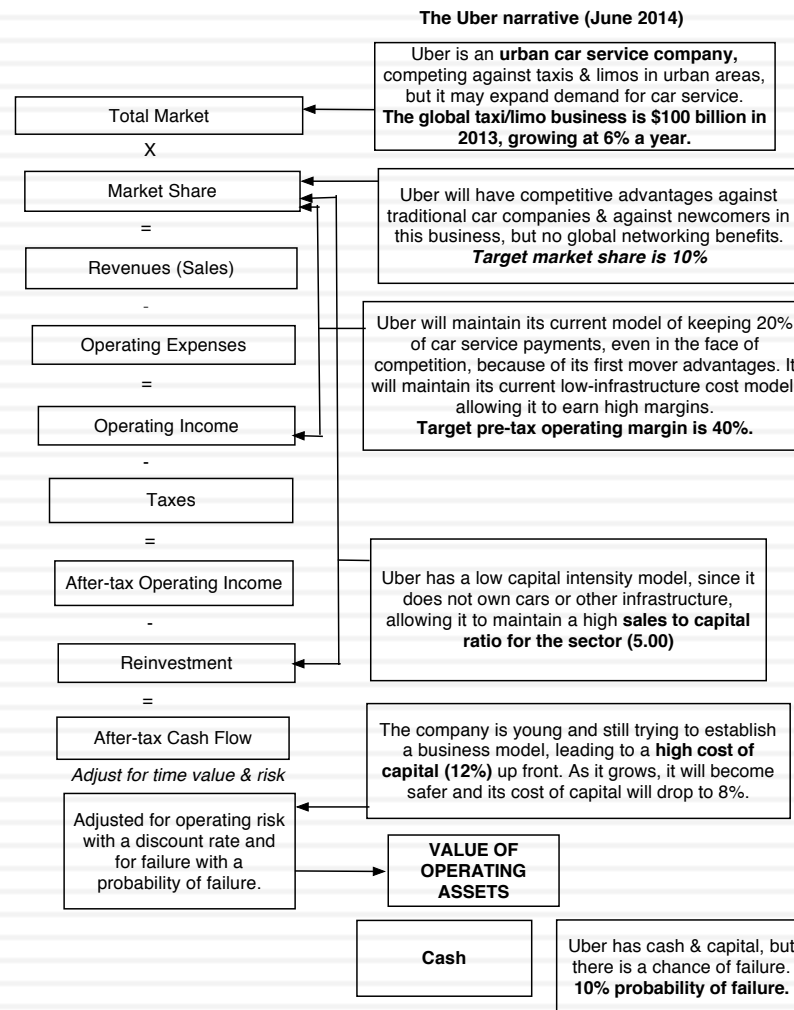 The Uber narrative (June 2014)
Uber is an urban car service company,
competing against taxis & limos in urban areas,
but it may expand demand for car service.
The global taxi/limo business is $100 billion in
2013, growing at 6% a year.
Total Market
X
Market Share
Uber will have competitive advantages against
traditional car companies & against newcomers in
this business, but no global networking benefits.
Target market share is 10%
=
Revenues (Sales)
-
Operating Expenses
Uber will maintain its current model of keeping 20%
of car service payments, even in the face of
competition, because of its first mover advantages. It
will maintain its current low-infrastructure cost model
allowing it to earn high margins.
Target pre-tax operating margin is 40%.
=
Operating Income
-
Taxes
=
After-tax Operating Income
Uber has a low capital intensity model, since it
does not own cars or other infrastructure,
allowing it to maintain a high sales to capital
ratio for the sector (5.00)
-
Reinvestment
=
After-tax Cash Flow
The company is young and still trying to establish
a business model, leading to a high cost of
capital (12%) up front. As it grows, it will become
safer and its cost of capital will drop to 8%.
Adjust for time value & risk
Adjusted for operating risk
with a discount rate and
for failure with a
probability of failure.
VALUE OF
OPERATING
ASSETS
Cash
Uber has cash & capital, but
there is a chance of failure.
10% probability of failure.